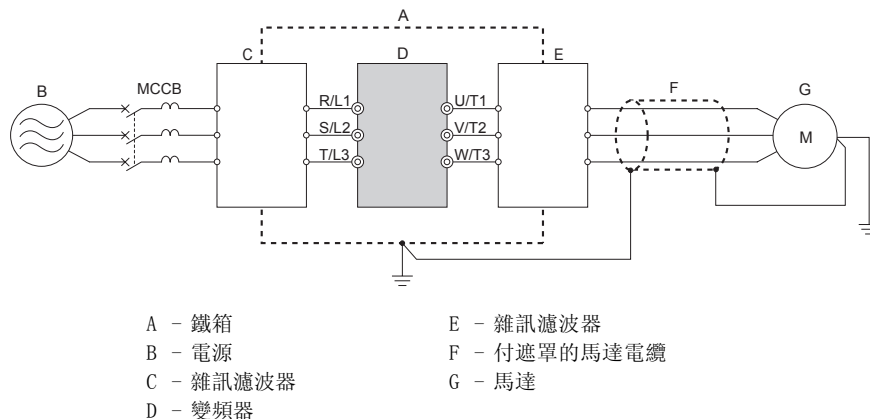 A
C
D
E
B
MCCB
F
G
R/L1
U/T1
S/L2
V/T2
M
T/L3
W/T3
A － 鐵箱
B － 電源
C － 雜訊濾波器
D － 變頻器
E － 雜訊濾波器
F － 付遮罩的馬達電纜
G － 馬達